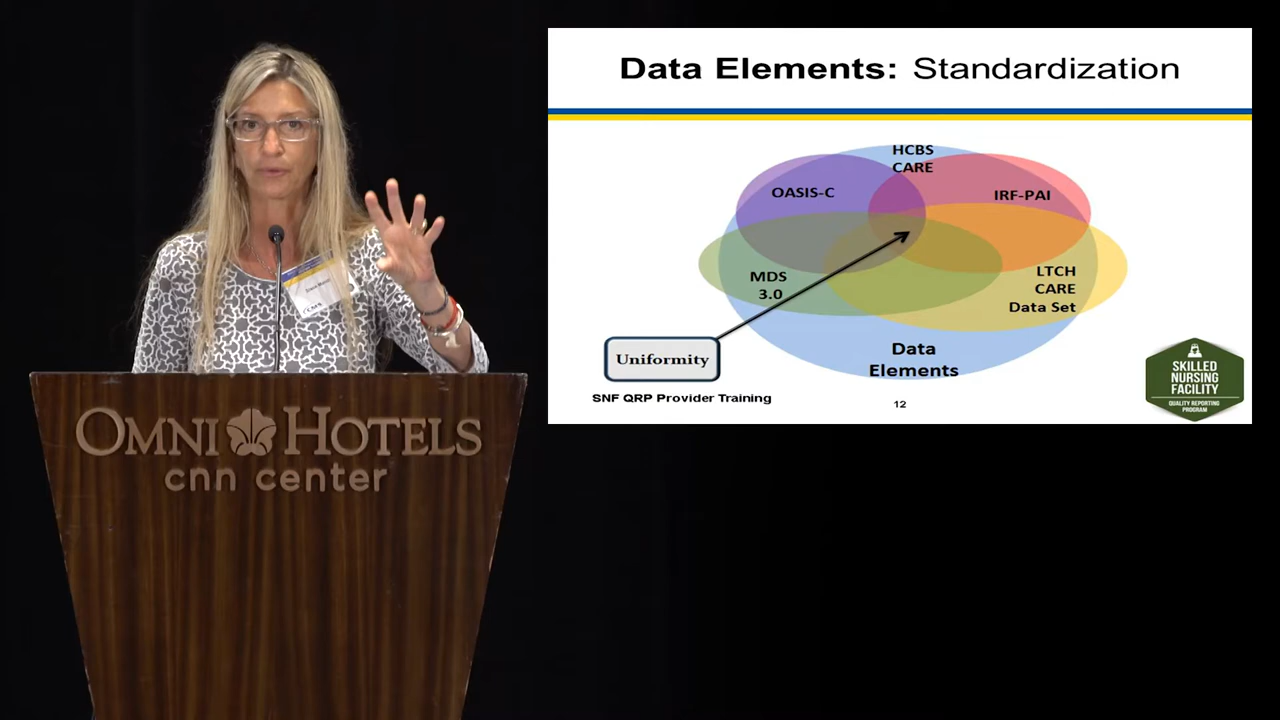 Data Elements: Standardization
HCBS
CARE
OASIS-C
IRF-PAI
MDS
3.0
LTCH
CARE
Data Set
Uniformity
Data
Elements
SNF QRP Provider Training
12
SKILLED
NURSING
FACILITY
QUALITY REPORTING
PROGRAM
CMS
OMNI HOTELS
cnn center